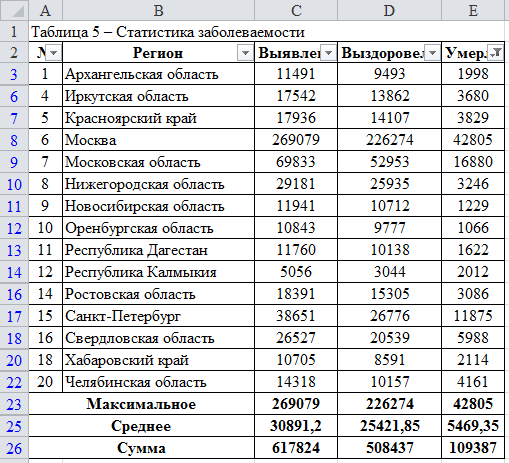 A B C D E
1 Таблица 5 – Статистика заболеваемости
2 Регион
3 1 Архангельская область 11491 9493 1998
6 4 Иркутская область 17542 13862 3680
7 5 Красноярский край 17936 14107 3829
8 6 Москва 269079 226274 42805
9 7 Московская область 69833 52953 16880
10 8 Нижегородская область 29181 25935 3246
11 9 Новосибирская область 11941 10712 1229
12 10 Оренбургская область 10843 9777 1066
13 11 Республика Дагестан 11760 10138 1622
14 12 Республика Калмыкия 5056 3044 2012
16 14 Ростовская область 18391 15305 3086
17 15 Санкт-Петербург 38651 26776 11875
18 16 Свердловская область 26527 20539 5988
20 18 Хабаровский край 10705 8591 2114
22 20 Челябинская область 14318 10157 4161
23 Максимальное 269079 226274 42805
25 Среднее 30891,2 25421,85 5469,35
26 Сумма 617824 508437 109387